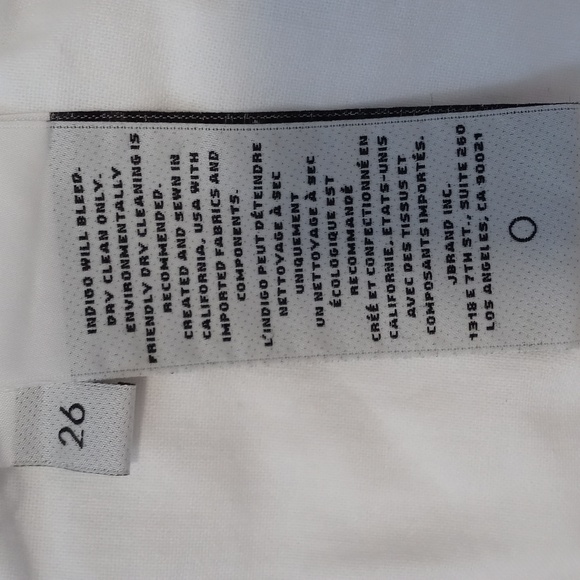 INDIGO WILL BLEED.
DRY CLEAN ONLY.
ENVIRONMENTALLY
FRIENDLY DRY CLEANING IS
RECOMMENDED.
CREATED AND SEWN IN
CALIFORNIA, USA WITH
IMPORTED FABRICS AND
COMPONENTS.
L'INDIGO PEUT DÉTEINDRE
NETTOYAGE À SEC
UNIQUEMENT
UN NETTOYAGE À SEC
ÉCOLOGIQUE EST
RECOMMANDÉ
CRÉÉ ET CONFECTIONNÉ EN
CALIFORNIE, ETATS-UNIS
AVEC DES TISSUS ET
COMPOSANTS IMPORTÉS.
JBRAND INC.
1318 E 7TH ST., SUITE 260
LOS ANGELES, CA 90021
26